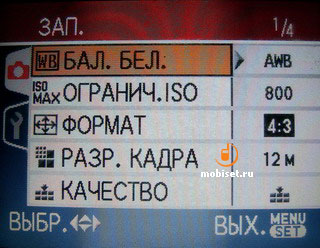 ЗАП. 1/4
WB БАЛ. БЕЛ. AWB
ISO MAX ОГРАНИЧ.ISO 800
ФОРМАТ 4:3
РАЗР. КАДРА 12 M
КАЧЕСТВО
mobiset.ru
ВЫБР. ВЫХ. MENU SET